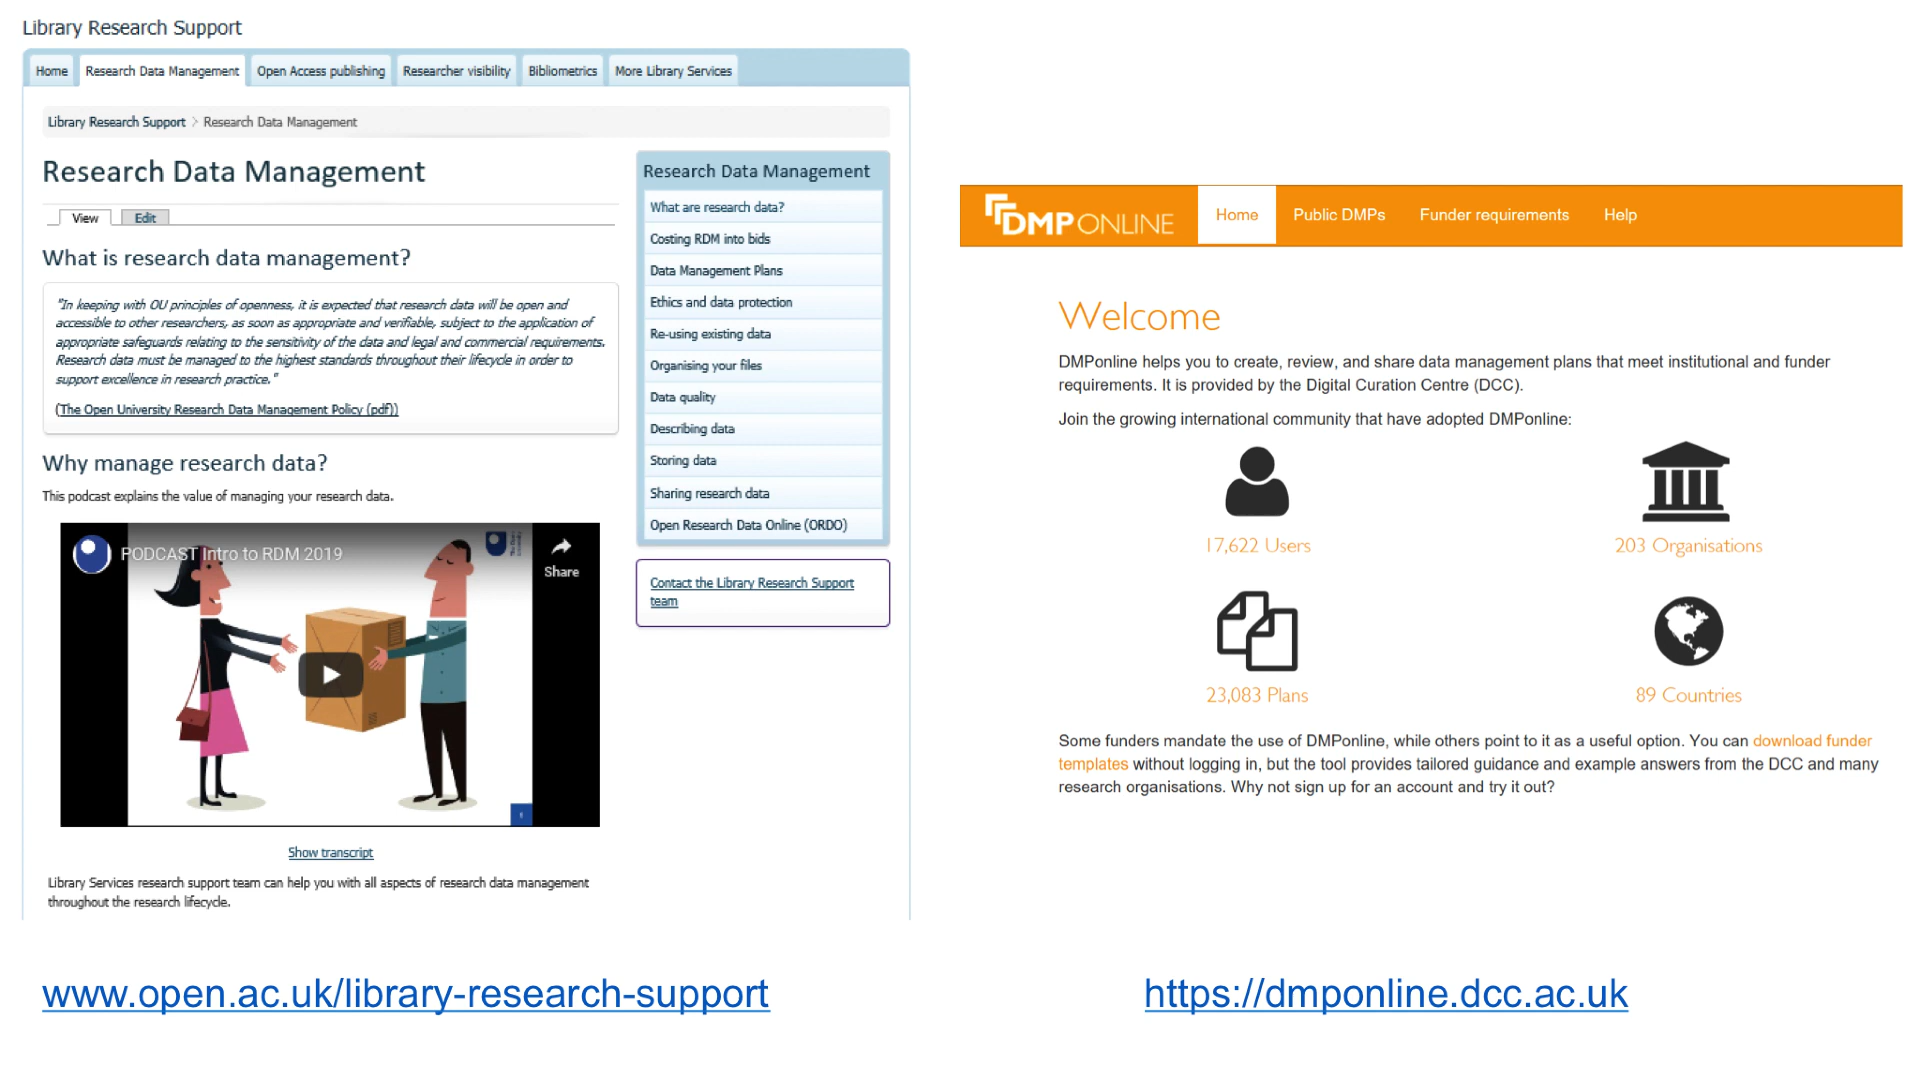 Library Research Support
Home Research Data Management Open Access publishing Researcher visibility Bibliometrics More Library Services
Library Research Support > Research Data Management
Research Data Management
View Edit
What is research data management?
"In keeping with OU principles of openness, it is expected that research data will be open and
accessible to other researchers, as soon as appropriate and verifiable, subject to the application of
appropriate safeguards relating to the sensitivity of the data and legal and commercial requirements.
Research data must be managed to the highest standards throughout their lifecycle in order to
support excellence in research practice."
(The Open University Research Data Management Policy (pdf))
Why manage research data?
This podcast explains the value of managing your research data.
PODCAST Intro to RDM 2019
Share
Show transcript
Library Services research support team can help you with all aspects of research data management
throughout the research lifecycle.
Research Data Management
What are research data?
Costing RDM into bids
Data Management Plans
Ethics and data protection
Re-using existing data
Organising your files
Data quality
Describing data
Storing data
Sharing research data
Open Research Data Online (ORDO)
Contact the Library Research Support
team
www.open.ac.uk/library-research-support
DMPONLINE Home Public DMPs Funder requirements Help
Welcome
DMPonline helps you to create, review, and share data management plans that meet institutional and funder
requirements. It is provided by the Digital Curation Centre (DCC).
Join the growing international community that have adopted DMPonline:
17,622 Users
203 Organisations
23,083 Plans
89 Countries
Some funders mandate the use of DMPonline, while others point to it as a useful option. You can download funder
templates without logging in, but the tool provides tailored guidance and example answers from the DCC and many
research organisations. Why not sign up for an account and try it out?
https://dmponline.dcc.ac.uk